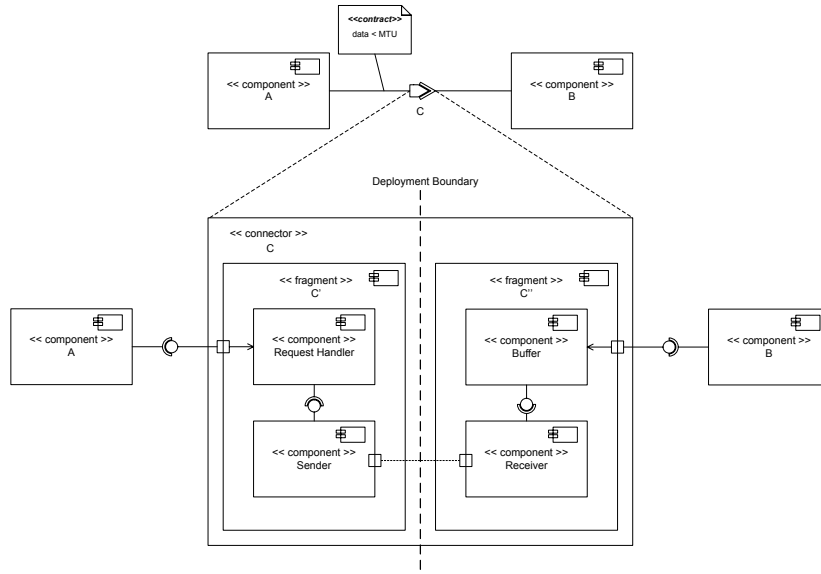 <<contract>>
data < MTU
<< component >>
A
<< component >>
B
C
Deployment Boundary
<< connector >>
C
<< fragment >>
C'
<< fragment >>
C''
<< component >>
A
<< component >>
Request Handler
<< component >>
Buffer
<< component >>
B
<< component >>
Sender
<< component >>
Receiver